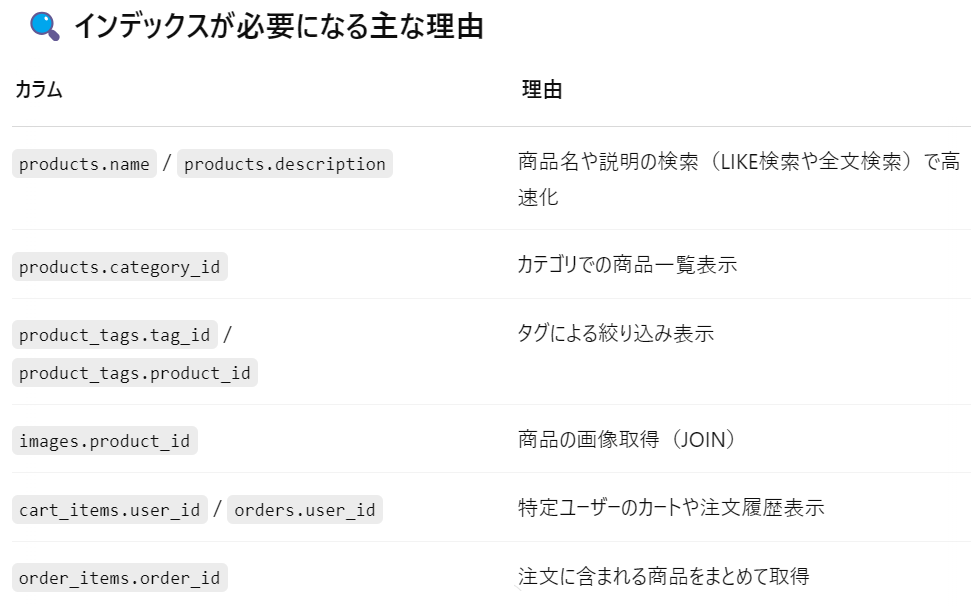 🔍 インデックスが必要になる主な理由
カラム 理由
products.name / products.description 商品名や説明の検索（LIKE検索や全文検索）で高
速化
products.category_id カテゴリでの商品一覧表示
product_tags.tag_id / タグによる絞り込み表示
product_tags.product_id
images.product_id 商品の画像取得（JOIN）
cart_items.user_id / orders.user_id 特定ユーザーのカートや注文履歴表示
order_items.order_id 注文に含まれる商品をまとめて取得